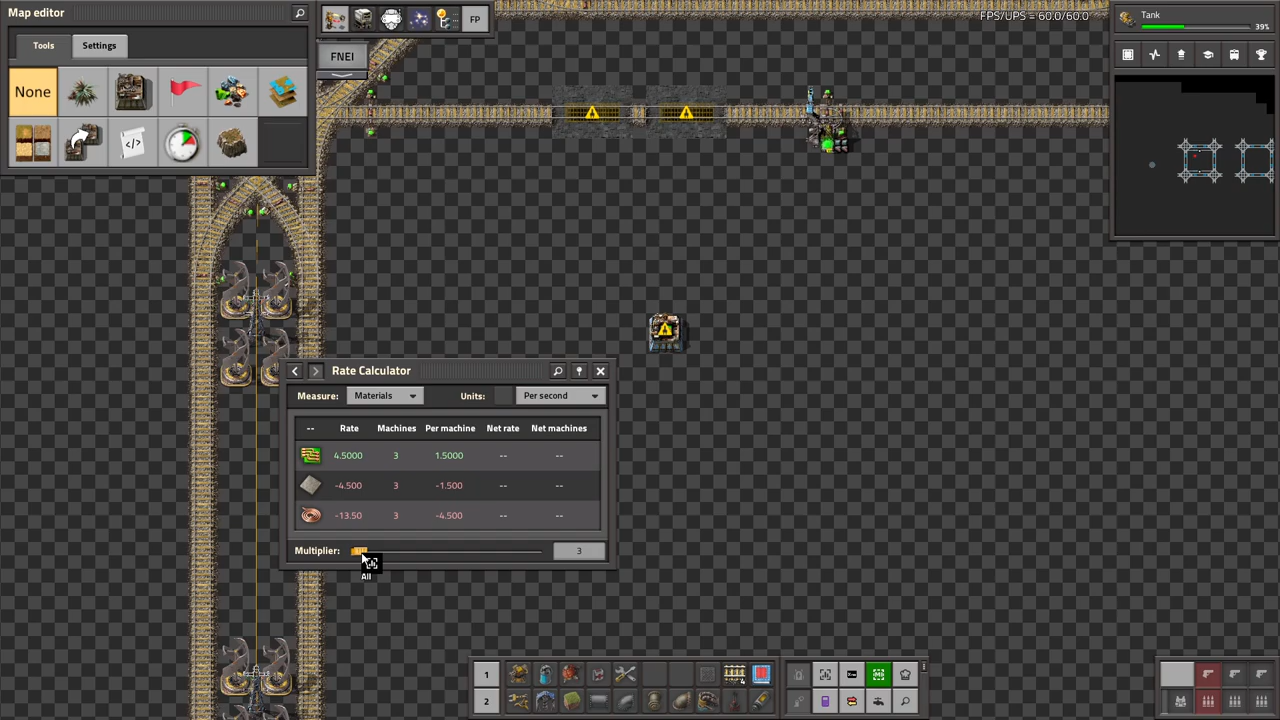 Map editor
Tools
Settings
None
</>
FP
FNEI
FPS/UPS = 60.0/60.0
Tank
39%
Rate Calculator
Measure: Materials Units: Per second
-- Rate Machines Per machine Net rate Net machines
4.5000 3 1.5000 -- --
-4.500 3 -1.500 -- --
-13.50 3 -4.500 -- --
Multiplier: 3
All
1
4
2